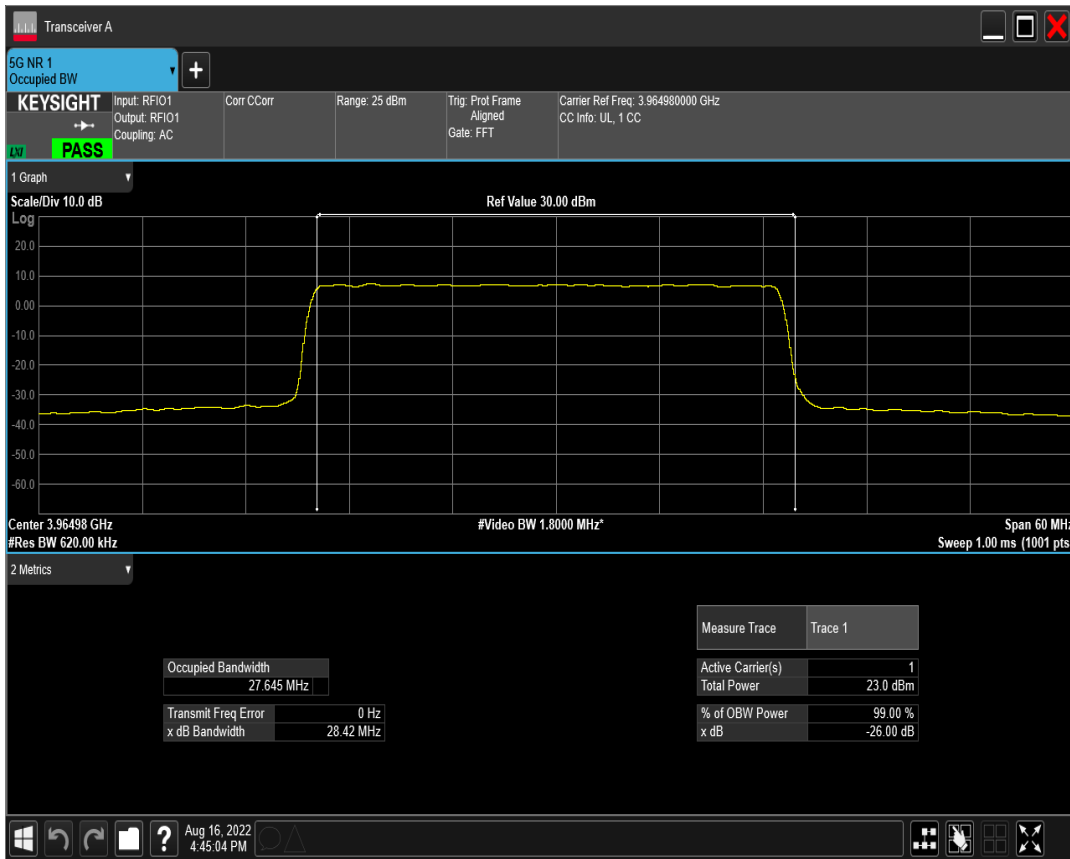 Transceiver A
5G NR 1
Occupied BW
+
KEYSIGHT
LXI
PASS
Input: RFIO1
Output: RFIO1
Coupling: AC
Corr CCorr
Range: 25 dBm
Trig: Prot Frame
Aligned
Gate: FFT
Carrier Ref Freq: 3.964980000 GHz
CC Info: UL, 1 CC
1 Graph
Scale/Div 10.0 dB
Ref Value 30.00 dBm
Log
20.0
10.0
0.00
-10.0
-20.0
-30.0
-40.0
-50.0
-60.0
Center 3.96498 GHz
#Video BW 1.8000 MHz*
Span 60 MHz
#Res BW 620.00 kHz
Sweep 1.00 ms (1001 pts
2 Metrics
Measure Trace Trace 1
Occupied Bandwidth
27.645 MHz
Active Carrier(s) 1
Total Power 23.0 dBm
Transmit Freq Error 0 Hz
x dB Bandwidth 28.42 MHz
% of OBW Power 99.00 %
x dB -26.00 dB
?
Aug 16, 2022
4:45:04 PM